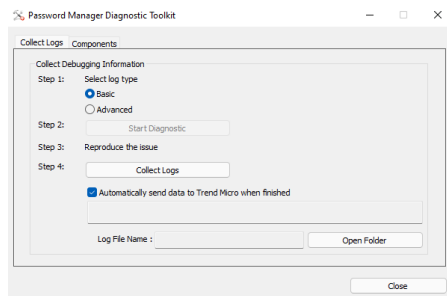 Password Manager Diagnostic Toolkit
Collect Logs Components
Collect Debugging Information
Step 1: Select log type
Basic
Advanced
Step 2: Start Diagnostic
Step 3: Reproduce the issue
Step 4: Collect Logs
Automatically send data to Trend Micro when finished
Log File Name : Open Folder
Close